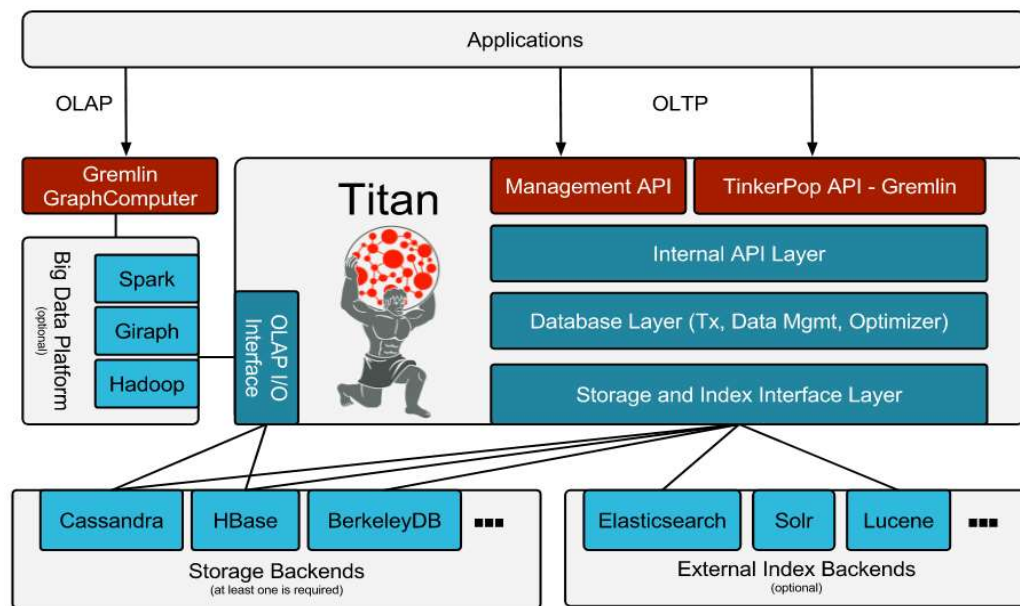 Applications
OLAP
OLTP
Gremlin
GraphComputer
Titan
Management API
TinkerPop API - Gremlin
Big Data Platform
(optional)
Spark
Giraph
Hadoop
OLAP I/O
Interface
Internal API Layer
Database Layer (Tx, Data Mgmt, Optimizer)
Storage and Index Interface Layer
Cassandra
HBase
BerkeleyDB
Storage Backends
(at least one is required)
Elasticsearch
Solr
Lucene
External Index Backends
(optional)